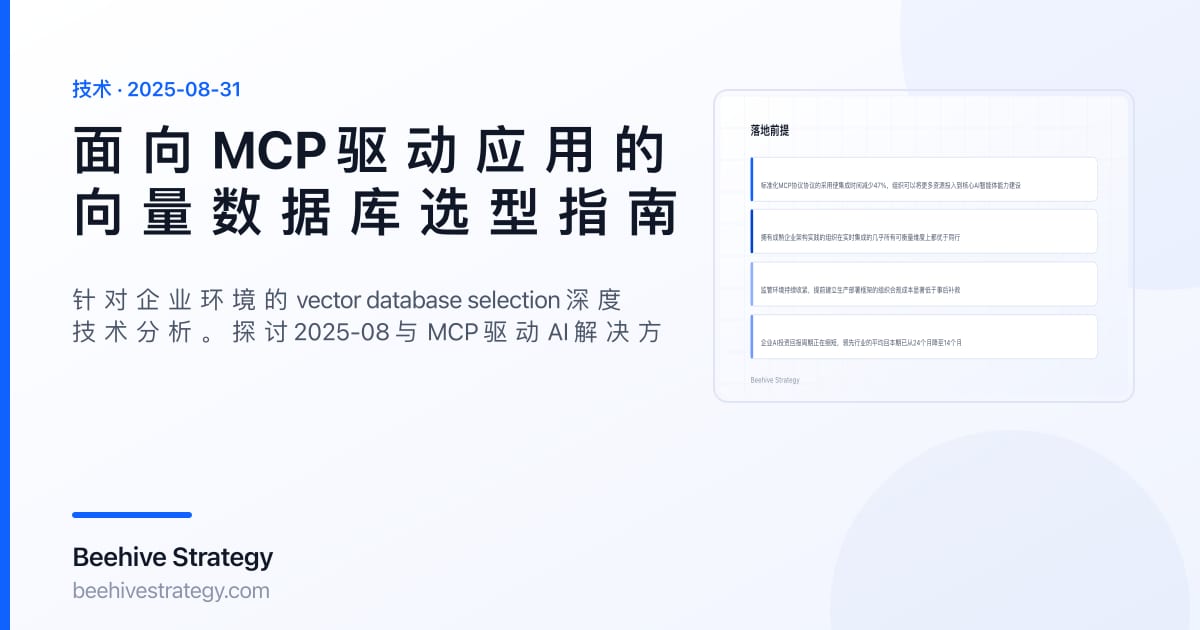 技术 · 2025-08-31
面向MCP驱动应用的
向量数据库选型指南
针对企业环境的 vector database selection 深度
技术分析。探讨2025-08与 MCP驱动 AI解决方
Beehive Strategy
beehivestrategy.com
落地前提
标准化MCP协议协议的采用使集成时间减少47%，组织可以将更多资源投入到核心AI智能体能力建设
拥有成熟企业架构实践的组织在实时集成的几乎所有可衡量维度上都优于同行
监管环境持续收紧，提前建立生产部署框架的组织合规成本显著低于事后补救
企业AI投资回报周期正在缩短，领先行业的平均回本期已从24个月降至14个月
Beehive Strategy